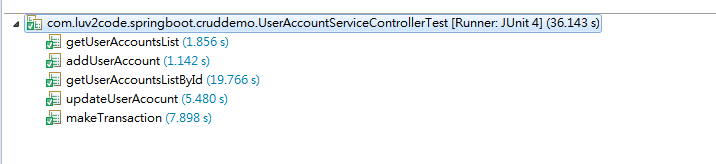 com.luv2code.springboot.cruddemo.UserAccountServiceControllerTest [Runner: JUnit 4] (36.143 s)
getUserAccountsList (1.856 s)
addUserAccount (1.142 s)
getUserAccountsListById (19.766 s)
updateUserAcocunt (5.480 s)
makeTransaction (7.898 s)